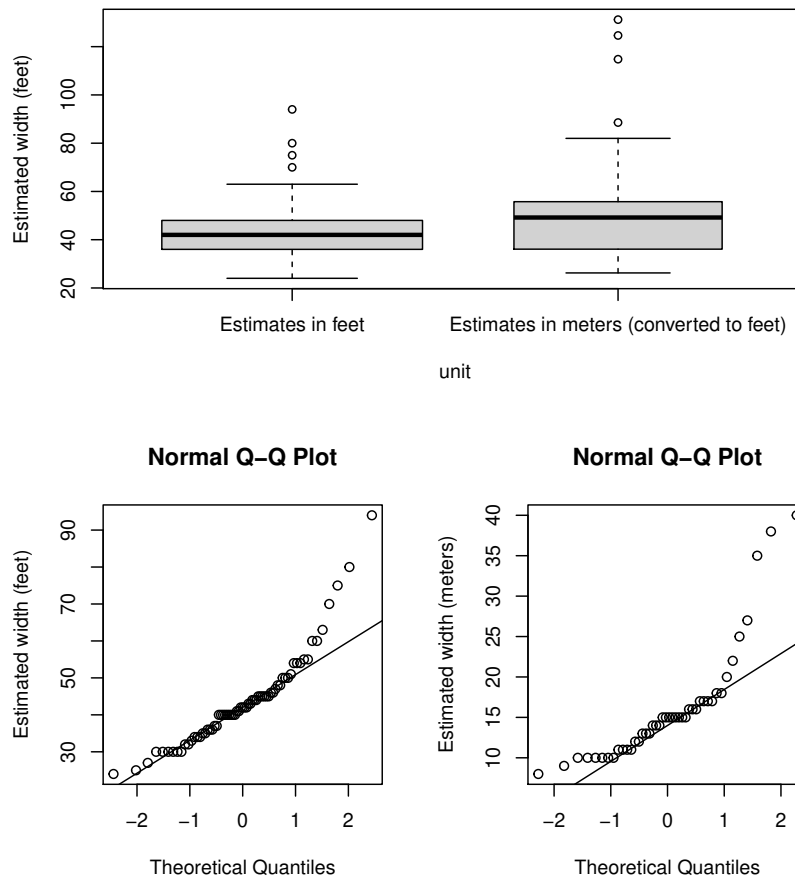 Estimated width (feet)
20 40 60 80 100
Estimates in feet Estimates in meters (converted to feet)
unit
Normal Q−Q Plot
Estimated width (feet)
30 50 70 90
−2 −1 0 1 2
Theoretical Quantiles
Normal Q−Q Plot
Estimated width (meters)
10 15 20 25 30 35 40
−2 −1 0 1 2
Theoretical Quantiles